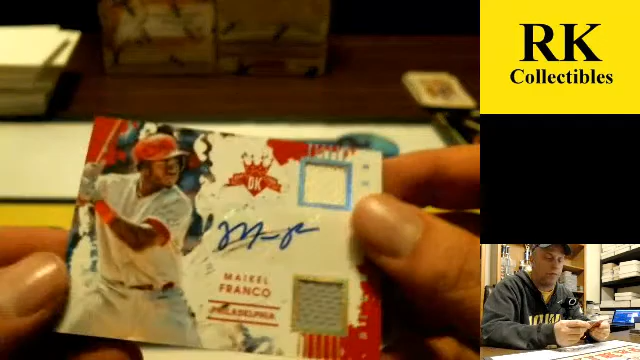 RK
Collectibles
DK
MAIKEL
FRANCO
PHILADELPHIA